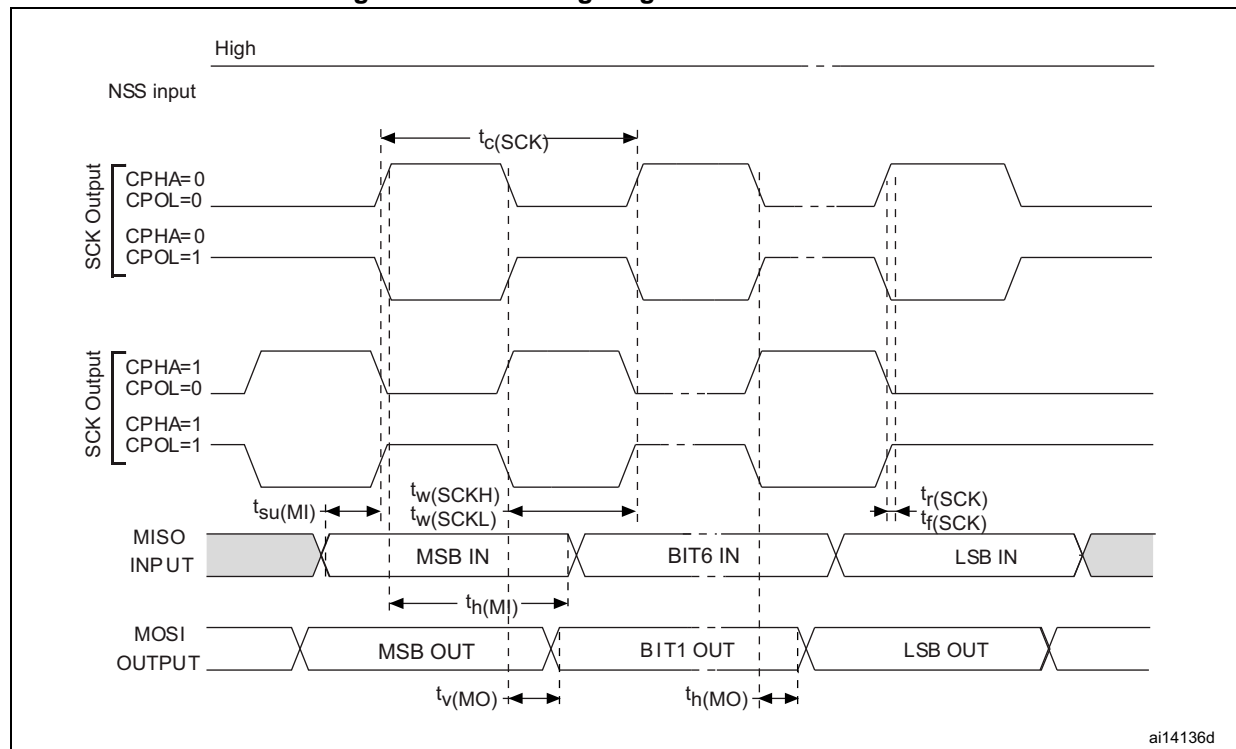 High
NSS input
tc(SCK)
SCK Output
CPHA=0
CPOL=0
CPHA=0
CPOL=1
SCK Output
CPHA=1
CPOL=0
CPHA=1
CPOL=1
tsu(MI)
tw(SCKH)
tw(SCKL)
tr(SCK)
tf(SCK)
MISO
INPUT
MSB IN
BIT6 IN
LSB IN
th(MI)
MOSI
OUTPUT
MSB OUT
BIT1 OUT
LSB OUT
tv(MO)
th(MO)
ai14136d